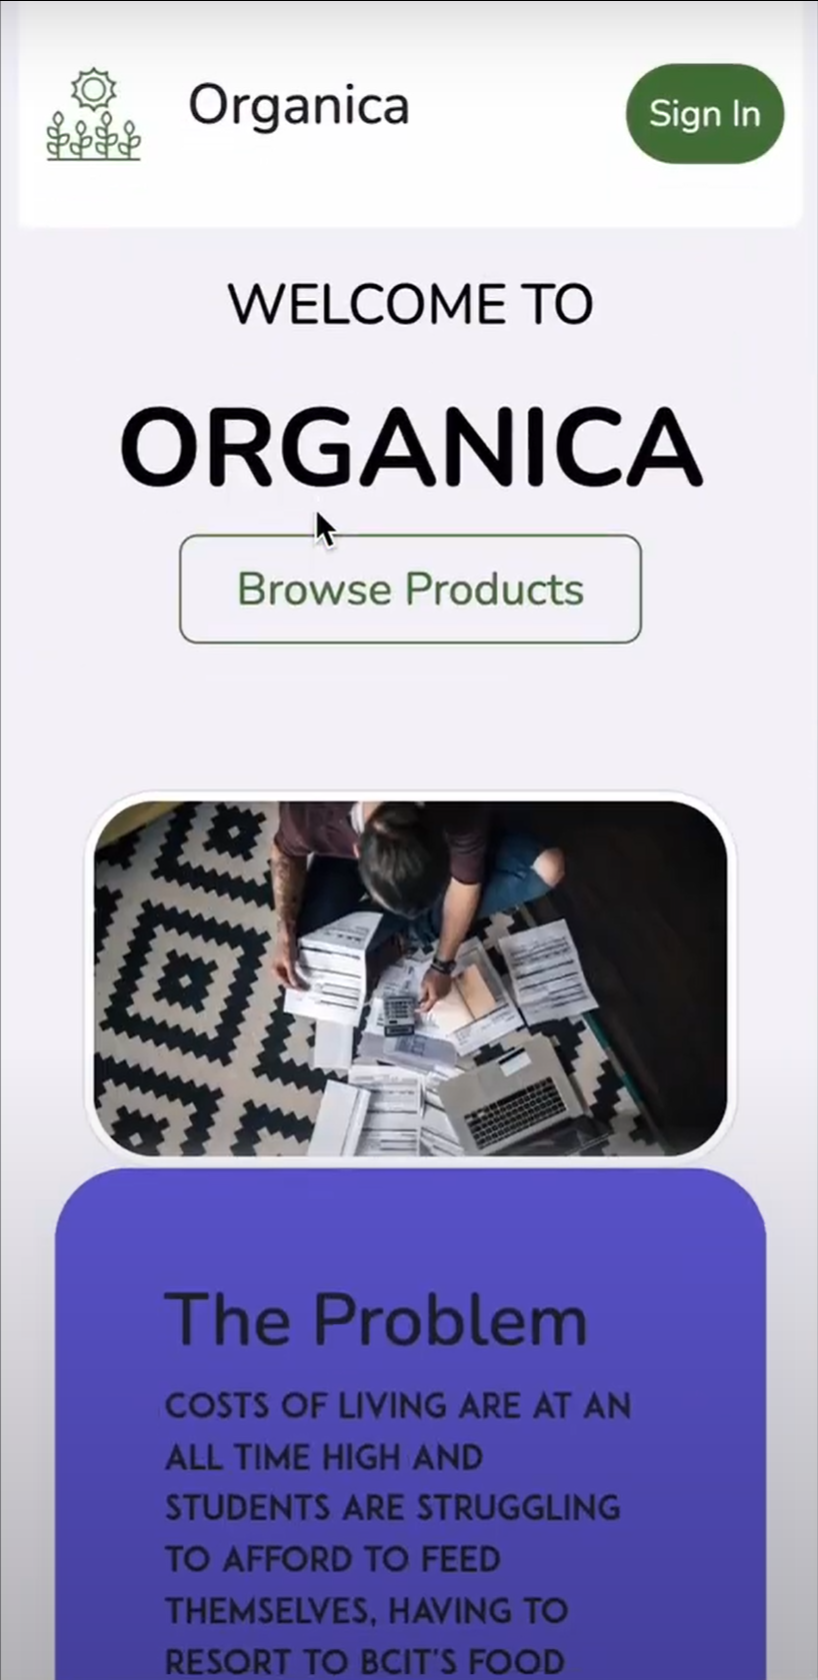 Organica
Sign In
WELCOME TO
ORGANICA
Browse Products
The Problem
COSTS OF LIVING ARE AT AN
ALL TIME HIGH AND
STUDENTS ARE STRUGGLING
TO AFFORD TO FEED
THEMSELVES, HAVING TO
RESORT TO BCIT'S FOOD